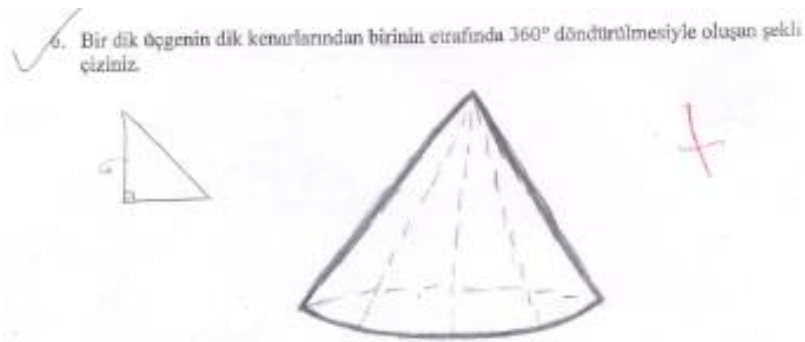 6. Bir dik üçgenin dik kenarlarından birinin etrafında 360° döndürülmesiyle oluşan şekli
çiziniz.